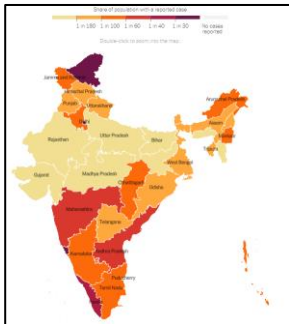 Share of population with a reported case
1 in 180 1 in 100 1 in 60 1 in 40 1 in 30 No cases
reported
Double-click to zoom into the map
Jammu and Kashmir
Himachal Pradesh
Punjab
Uttarakhand
Delhi
Arunachal Pradesh
Rajasthan
Uttar Pradesh
Bihar
Assam
Tripura
Gujarat
Madhya Pradesh
West Bengal
Chhattisgarh
Odisha
Maharashtra
Telangana
Andhra Pradesh
Karnataka
Puducherry
Tamil Nadu
Kerala